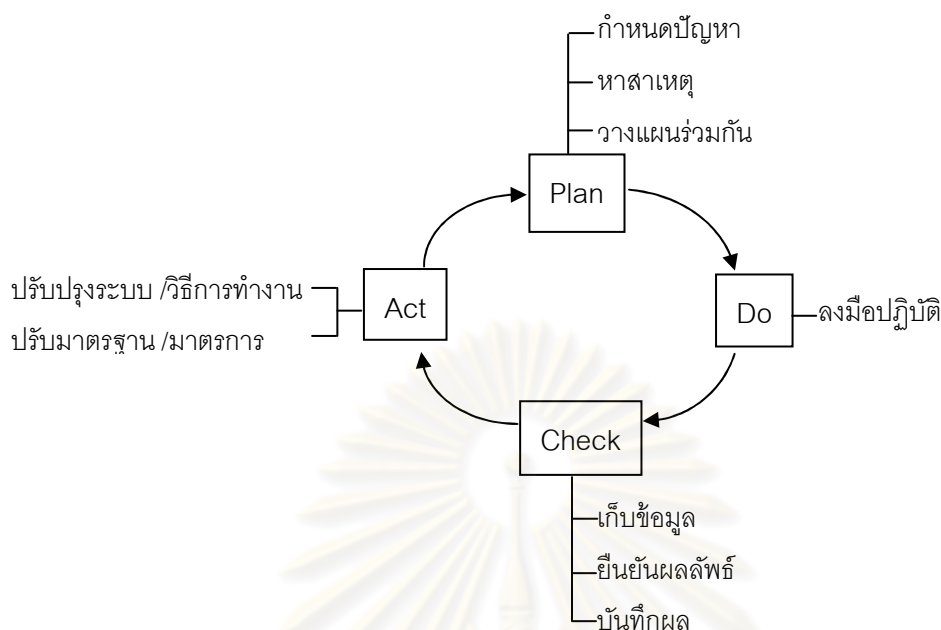 กำหนดปัญหา
หาสาเหตุ
วางแผนร่วมกัน
Plan
ปรับปรุงระบบ /วิธีการทำงาน
ปรับมาตรฐาน /มาตรการ
Act
Do
ลงมือปฏิบัติ
Check
เก็บข้อมูล
ยืนยันผลลัพธ์
บันทึกผล